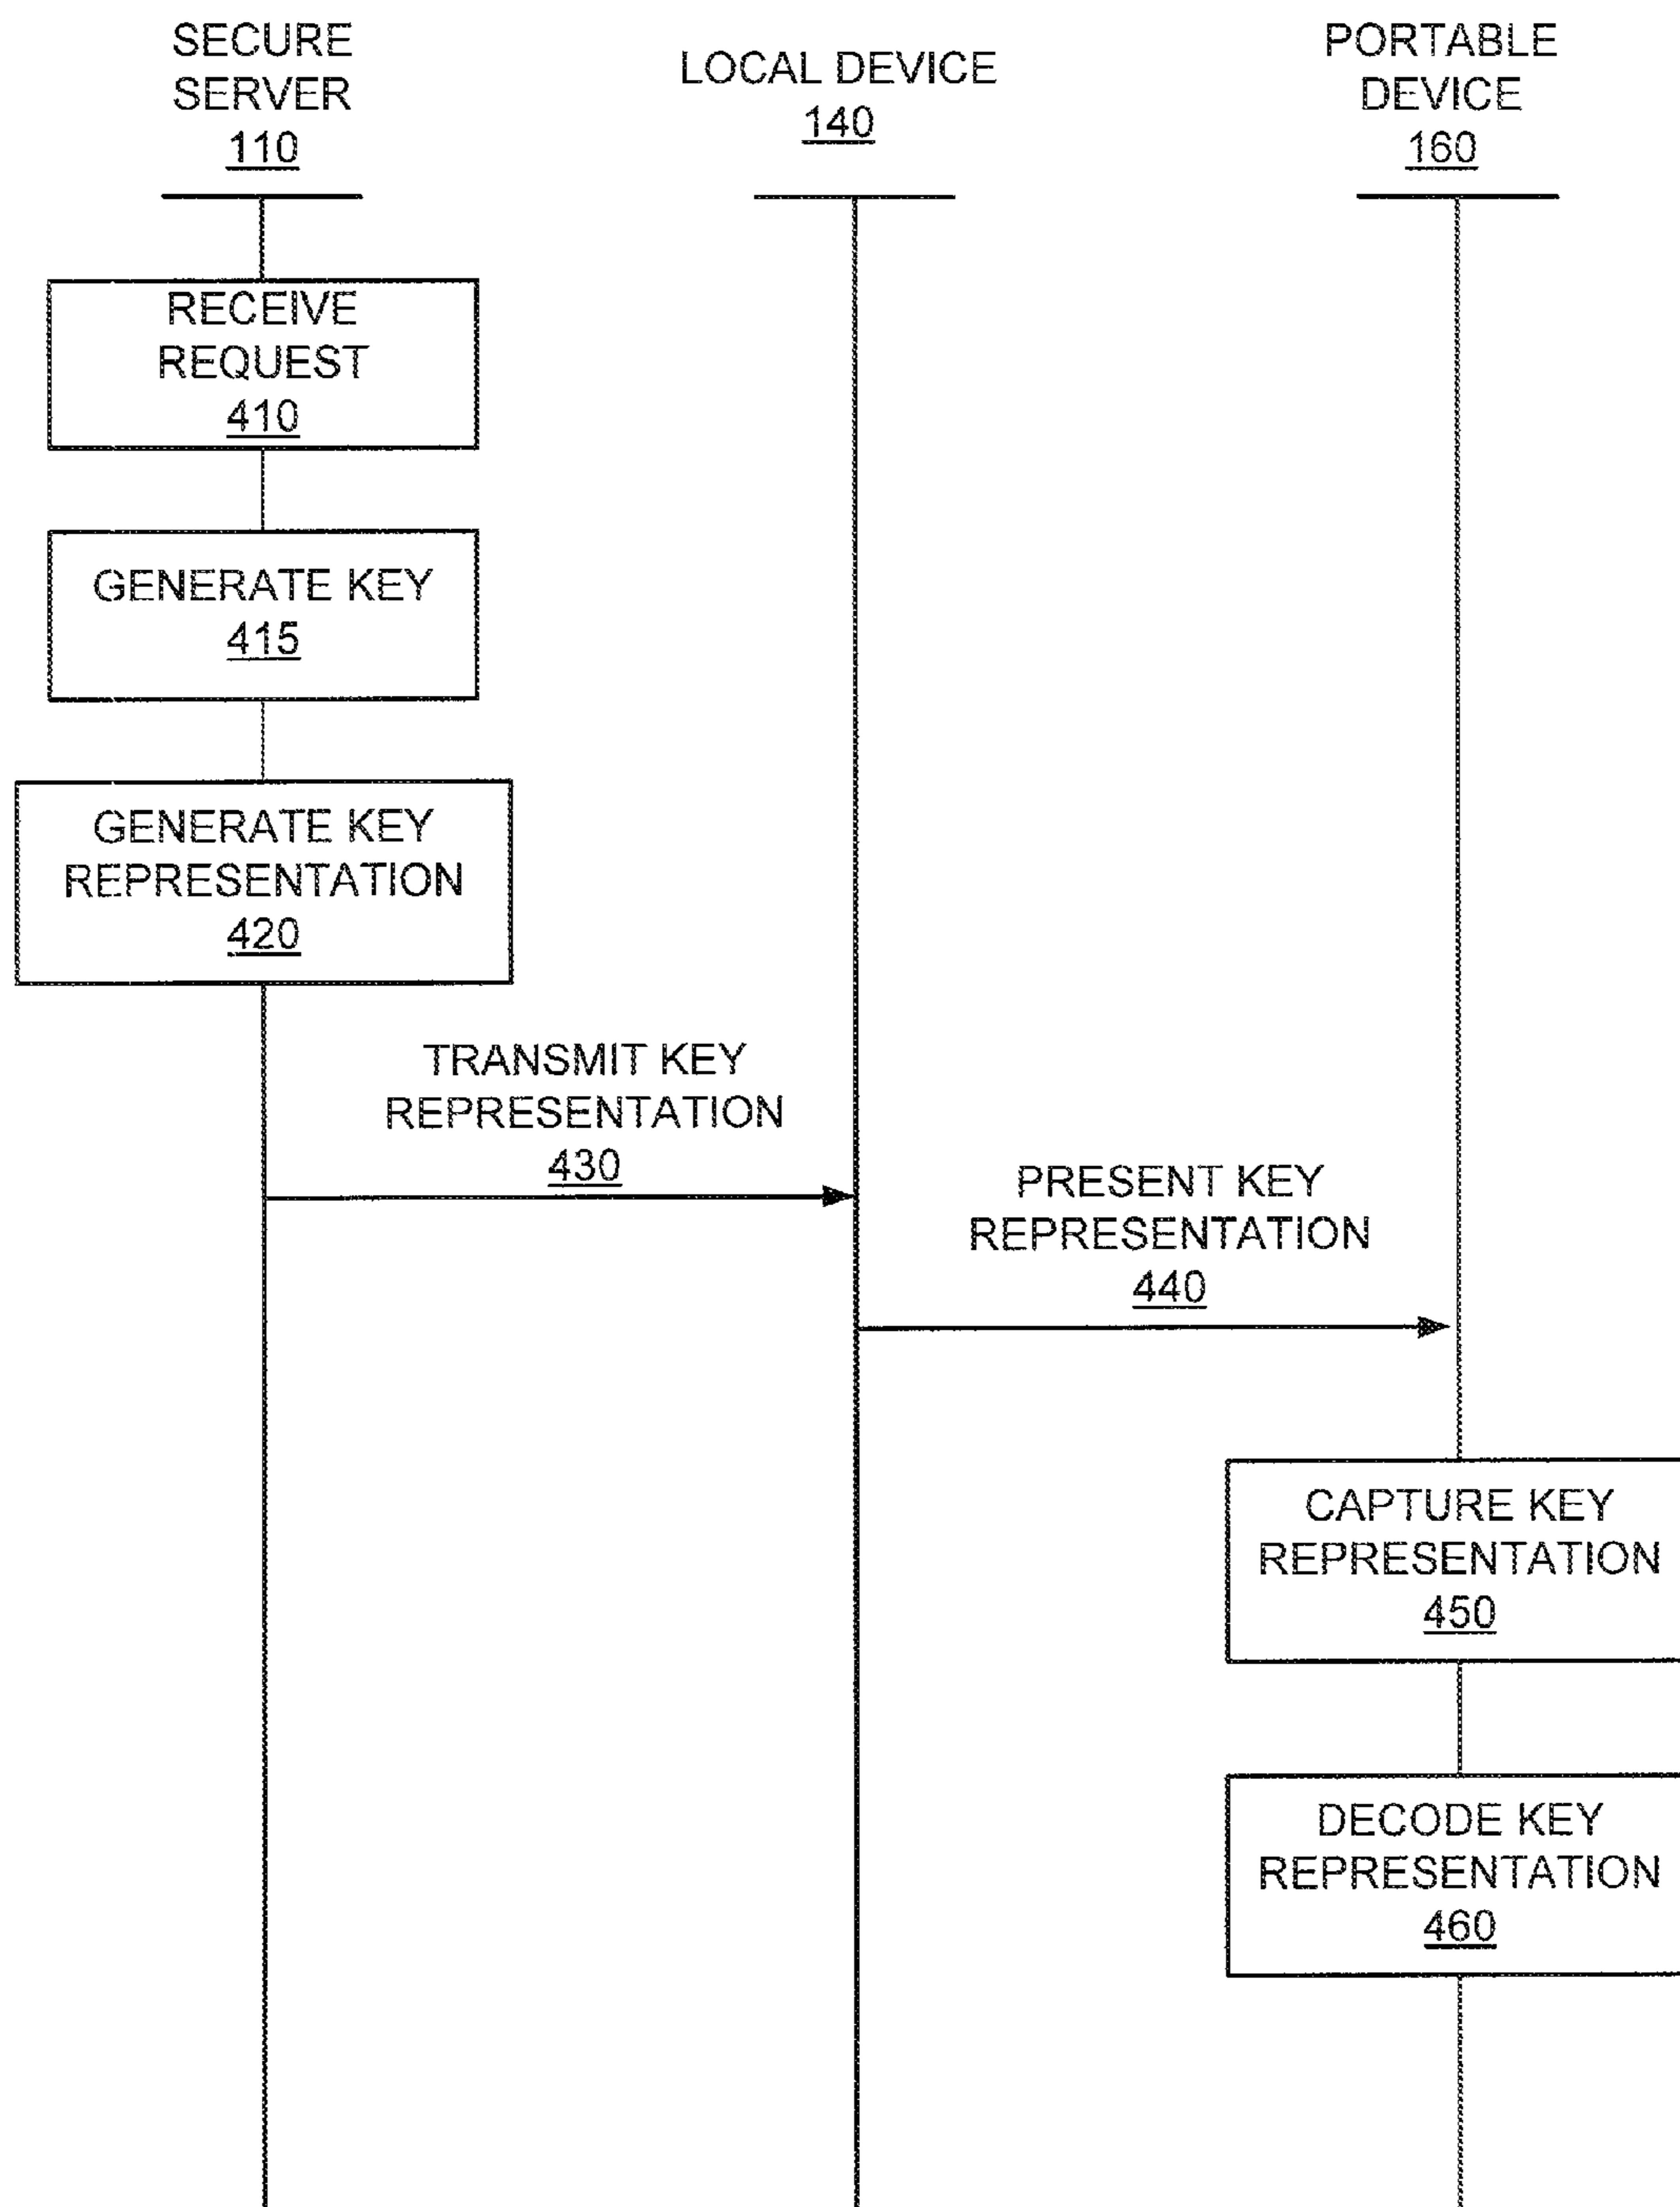 SECURE
SERVER
110
LOCAL DEVICE
140
PORTABLE
DEVICE
160
RECEIVE
REQUEST
410
GENERATE KEY
415
GENERATE KEY
REPRESENTATION
420
TRANSMIT KEY
REPRESENTATION
430
PRESENT KEY
REPRESENTATION
440
CAPTURE KEY
REPRESENTATION
450
DECODE KEY
REPRESENTATION
460